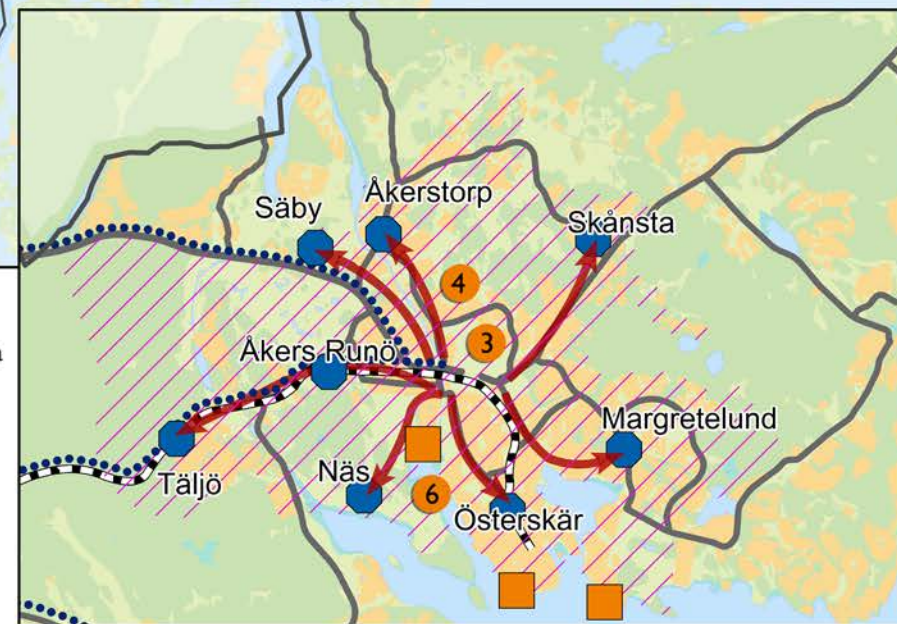 Åkerstorp
Säby
Skånsta
4
3
Åkers Runö
Margretelund
Täljö
Näs
6
Österskär